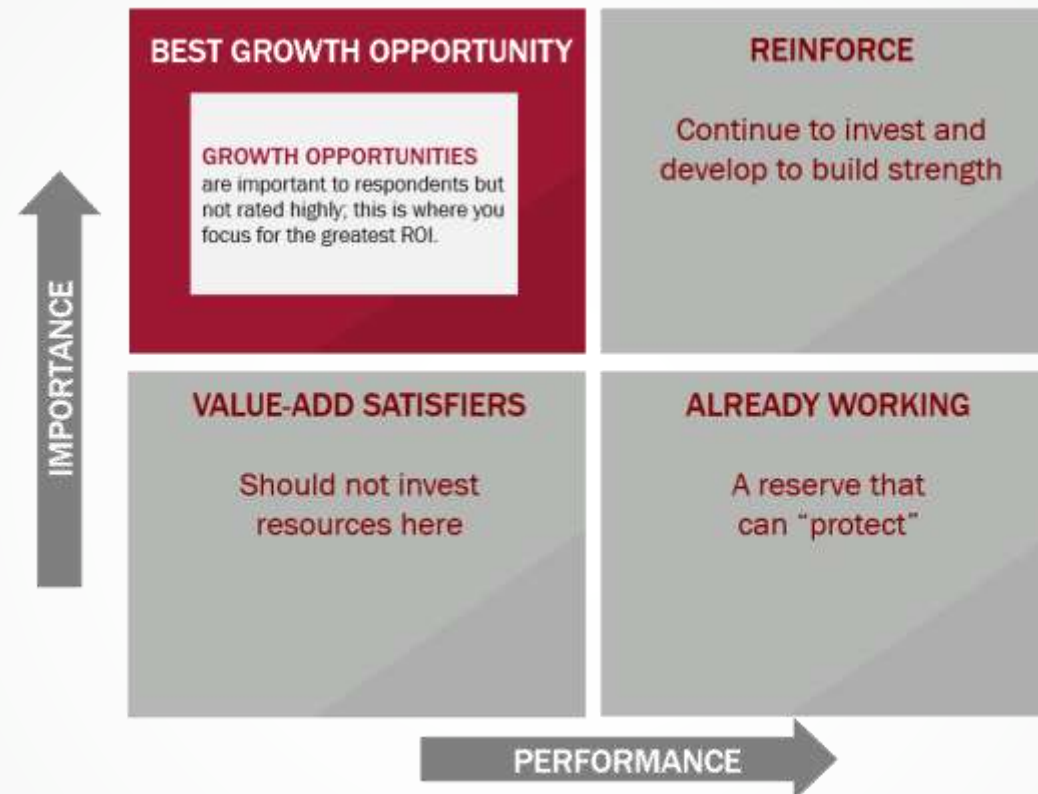 BEST GROWTH OPPORTUNITY
GROWTH OPPORTUNITIES
are important to respondents but
not rated highly; this is where you
focus for the greatest ROI.
REINFORCE
Continue to invest and
develop to build strength
IMPORTANCE
VALUE-ADD SATISFIERS
Should not invest
resources here
ALREADY WORKING
A reserve that
can “protect”
PERFORMANCE